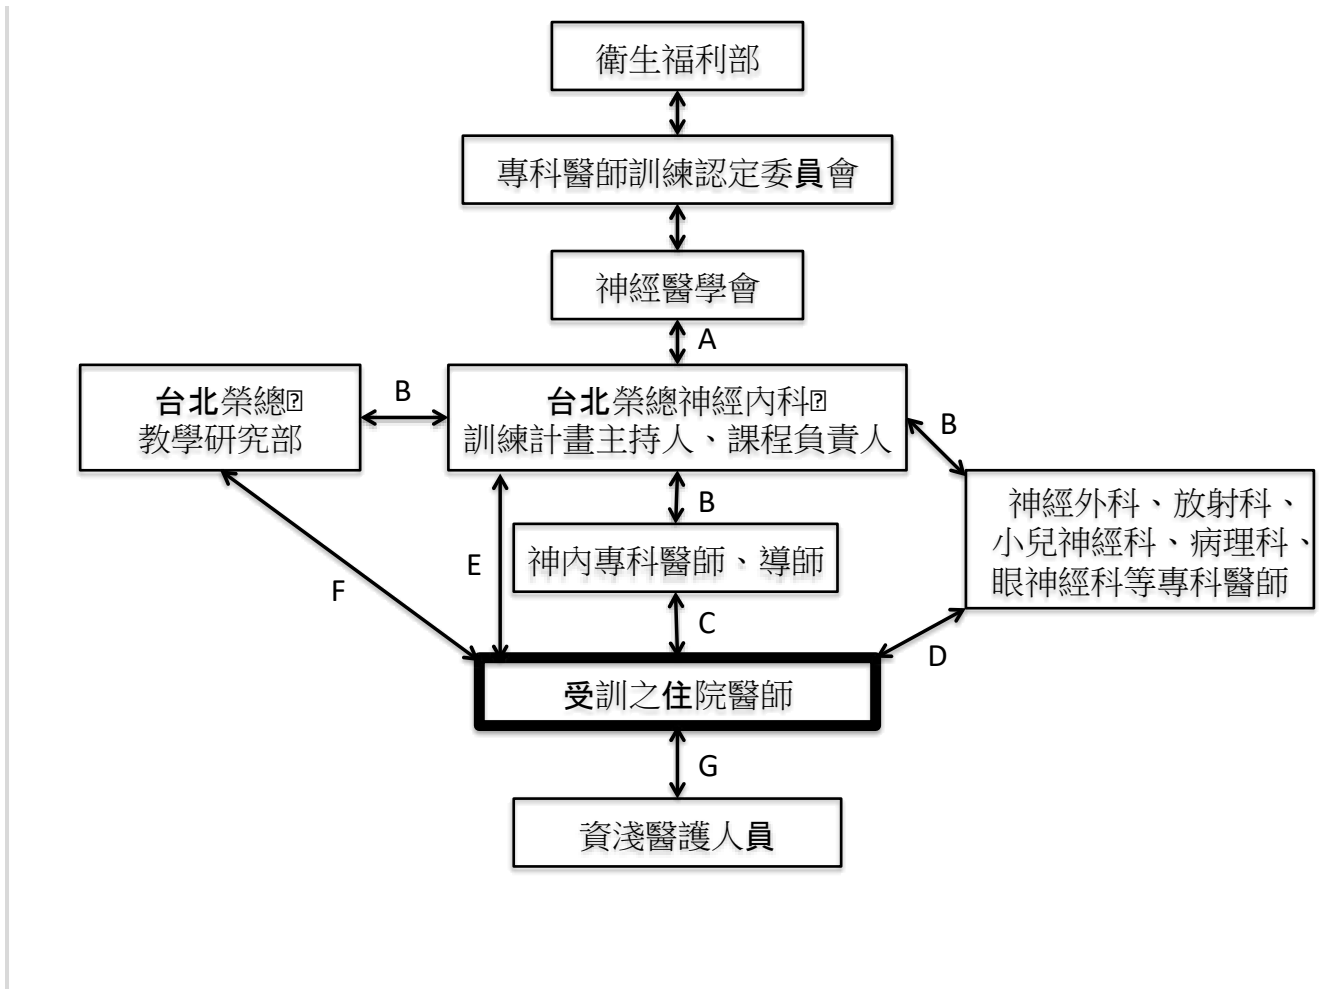 衛生福利部
專科醫師訓練認定委員會
神經醫學會
A
台北榮總
教學研究部
B
台北榮總神經內科
訓練計畫主持人、課程負責人
B
B
神經外科、放射科、
小兒神經科、病理科、
眼神經科等專科醫師
神內專科醫師、導師
E
F
C
D
受訓之住院醫師
G
資淺醫護人員